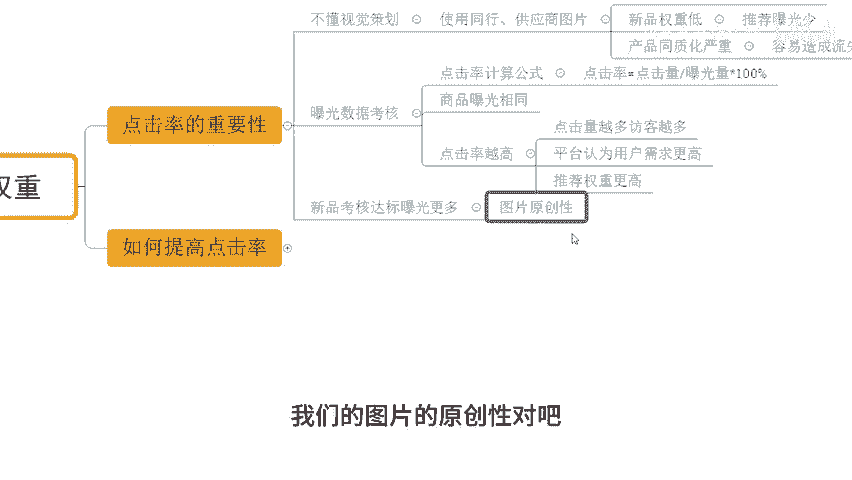 不懂视觉策划
使用同行、供应商图片
新品权重低
推荐曝光少
产品同质化严重
容易造成流失
点击率计算公式
点击率=点击量/曝光量*100%
曝光数据考核
商品曝光相同
点击率的重要性
点击量越多访客越多
点击率越高
平台认为用户需求更高
推荐权重更高
权重
新品考核达标曝光更多
图片原创性
如何提高点击率
我们的图片的原创性对吧